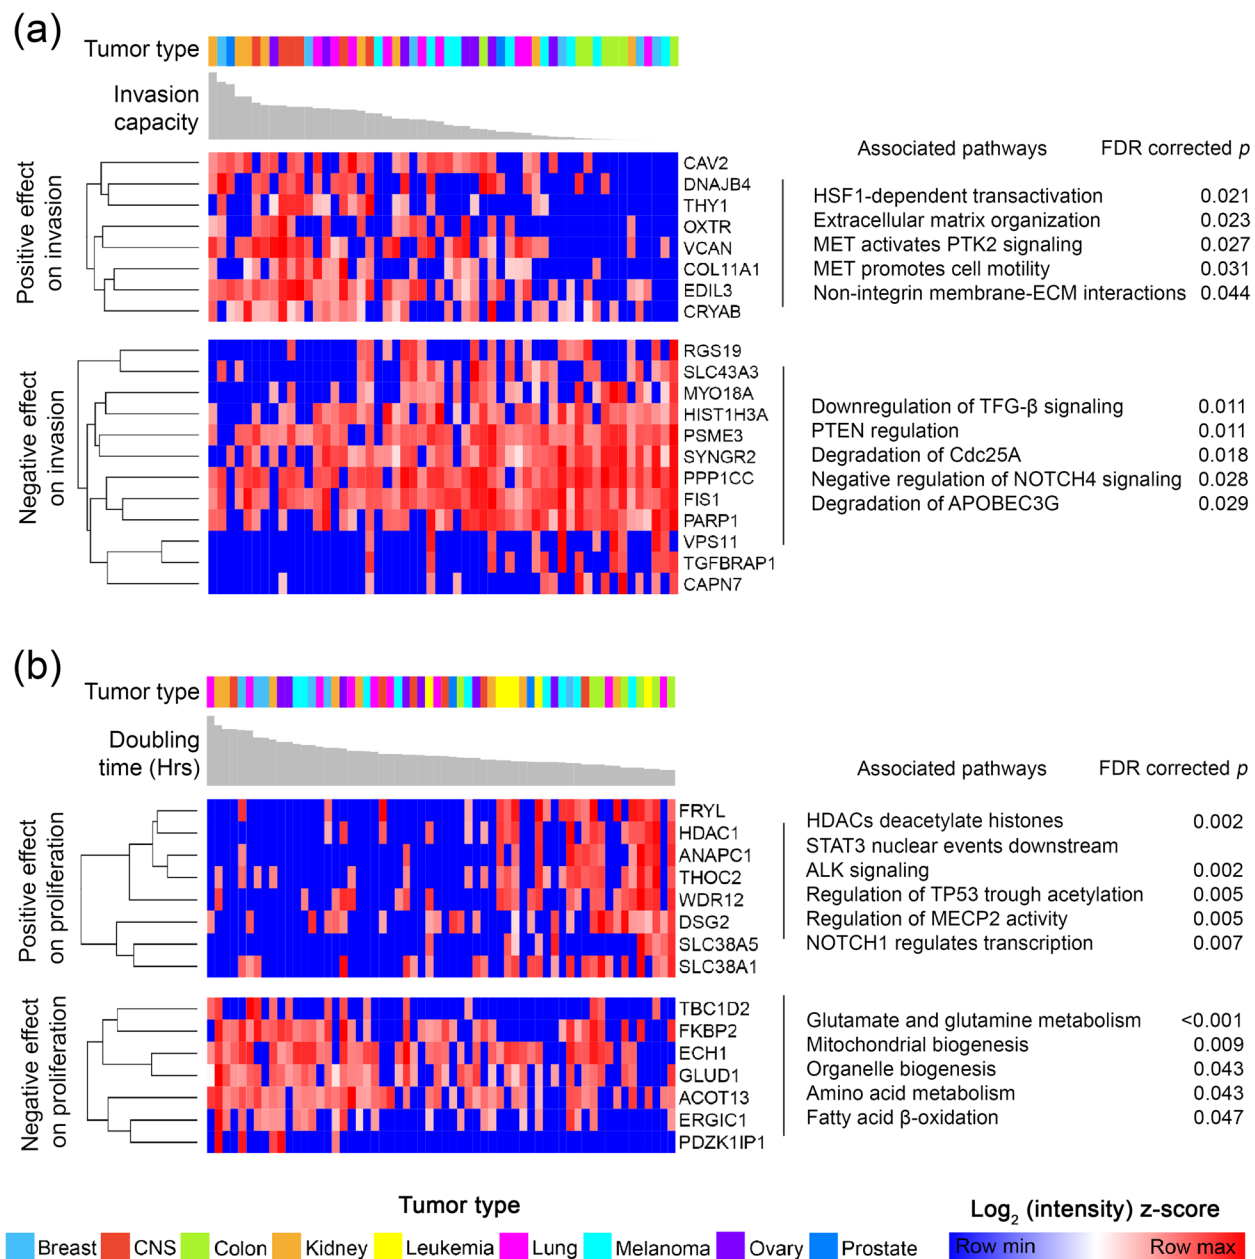 (a)
Tumor type
Invasion
capacity
Positive effect
on invasion
CAV2
DNAJB4
THY1
OXTR
VCAN
COL11A1
EDIL3
CRYAB
Associated pathways FDR corrected p
HSF1-dependent transactivation 0.021
Extracellular matrix organization 0.023
MET activates PTK2 signaling 0.027
MET promotes cell motility 0.031
Non-integrin membrane-ECM interactions 0.044
Negative effect
on invasion
RGS19
SLC43A3
MYO18A
HIST1H3A
PSME3
SYNGR2
PPP1CC
FIS1
PARP1
VPS11
TGFBRAP1
CAPN7
Downregulation of TFG-β signaling 0.011
PTEN regulation 0.011
Degradation of Cdc25A 0.018
Negative regulation of NOTCH4 signaling 0.028
Degradation of APOBEC3G 0.029
(b)
Tumor type
Doubling
time (Hrs)
Positive effect
on proliferation
FRYL
HDAC1
ANAPC1
THOC2
WDR12
DSG2
SLC38A5
SLC38A1
Associated pathways FDR corrected p
HDACs deacetylate histones 0.002
STAT3 nuclear events downstream
ALK signaling 0.002
Regulation of TP53 trough acetylation 0.005
Regulation of MECP2 activity 0.005
NOTCH1 regulates transcription 0.007
Negative effect
on proliferation
TBC1D2
FKBP2
ECH1
GLUD1
ACOT13
ERGIC1
PDZK1IP1
Glutamate and glutamine metabolism <0.001
Mitochondrial biogenesis 0.009
Organelle biogenesis 0.043
Amino acid metabolism 0.043
Fatty acid β-oxidation 0.047
Tumor type
Breast CNS Colon Kidney Leukemia Lung Melanoma Ovary Prostate
Log2 (intensity) z-score
Row min Row max